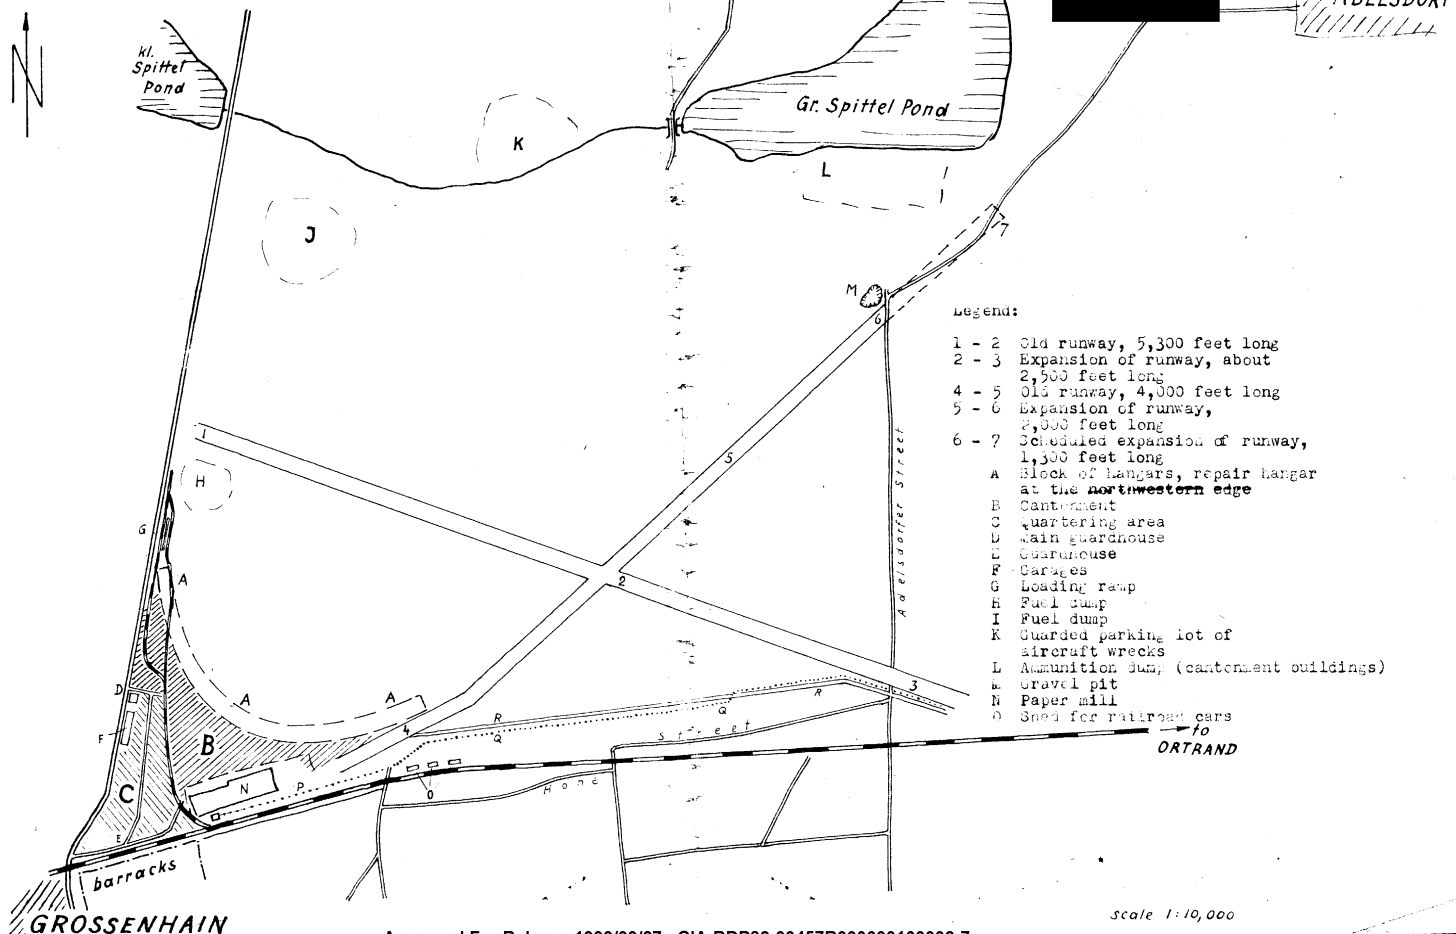 N
kl.
Spittel
Pond
K
Gr. Spittel Pond
L
J
7
M
6
Legend:
1 - 2 Old runway, 5,300 feet long
2 - 3 Expansion of runway, about
2,500 feet long
4 - 5 Old runway, 4,000 feet long
5 - 6 Expansion of runway,
2,000 feet long
6 - 7 Scheduled expansion of runway,
1,300 feet long
A Block of hangars, repair hangar
at the northwestern edge
B Cantonment
C Quartering area
D Main guardhouse
E Guardhouse
F Garages
G Loading ramp
H Fuel dump
I Fuel dump
K Guarded parking lot of
aircraft wrecks
L Ammunition dump (cantonment buildings)
M Gravel pit
N Paper mill
O Shed for railroad cars
1
H
5
G
A
2
Adelsdorfer Street
3
D
A
A
R
Q
R
Q
4
F
B
Street
to
ORTRAND
C
N
P
O
Hone
E
barracks
GROSSENHAIN
scale 1:10,000